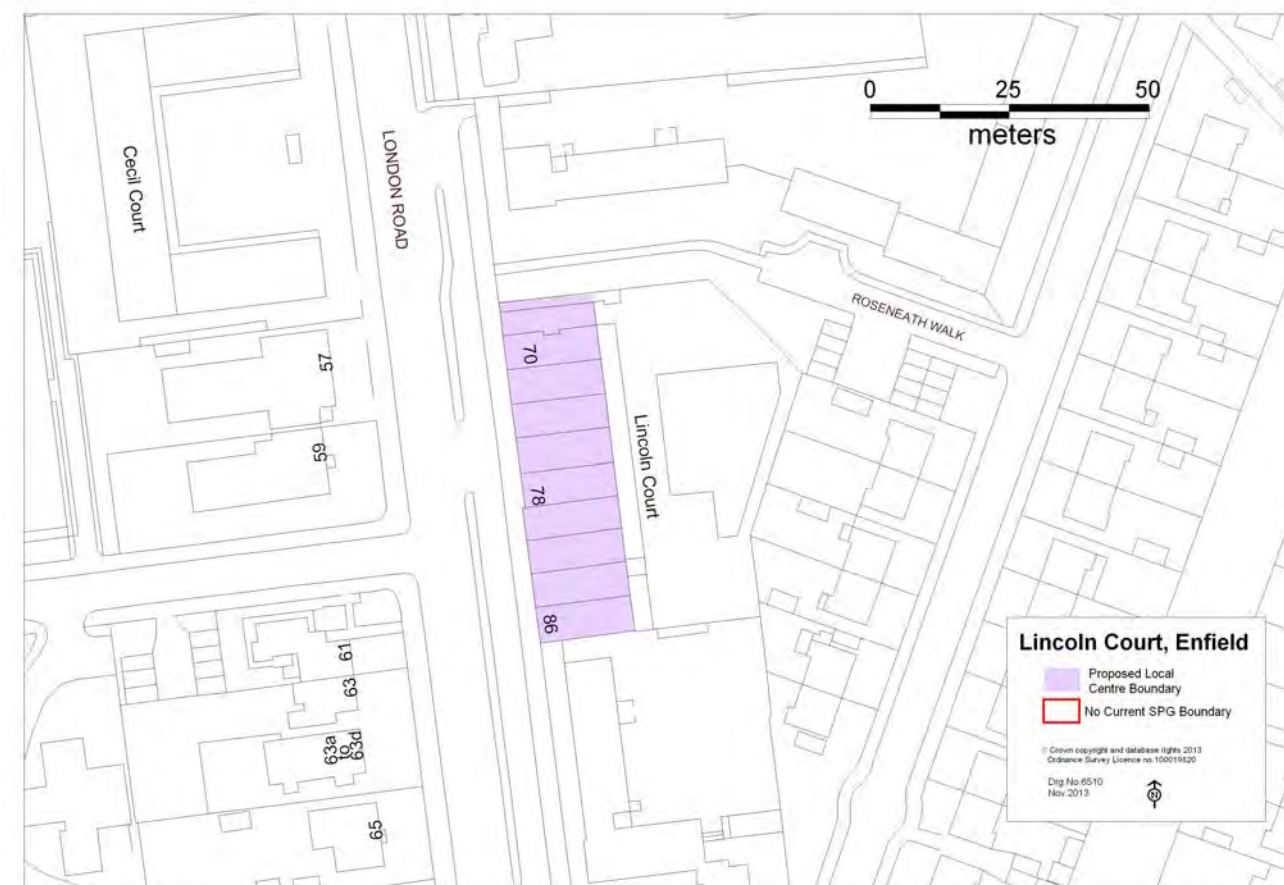 0 25 50
meters
Cecil Court
LONDON ROAD
ROSENEATH WALK
57
70
59
Lincoln Court
78
86
61
63
63a
to
63d
65
Lincoln Court, Enfield
Proposed Local
Centre Boundary
No Current SPG Boundary
© Crown copyright and database rights 2013
Ordnance Survey Licence no.100019820
Drg No.6510
Nov.2013
N